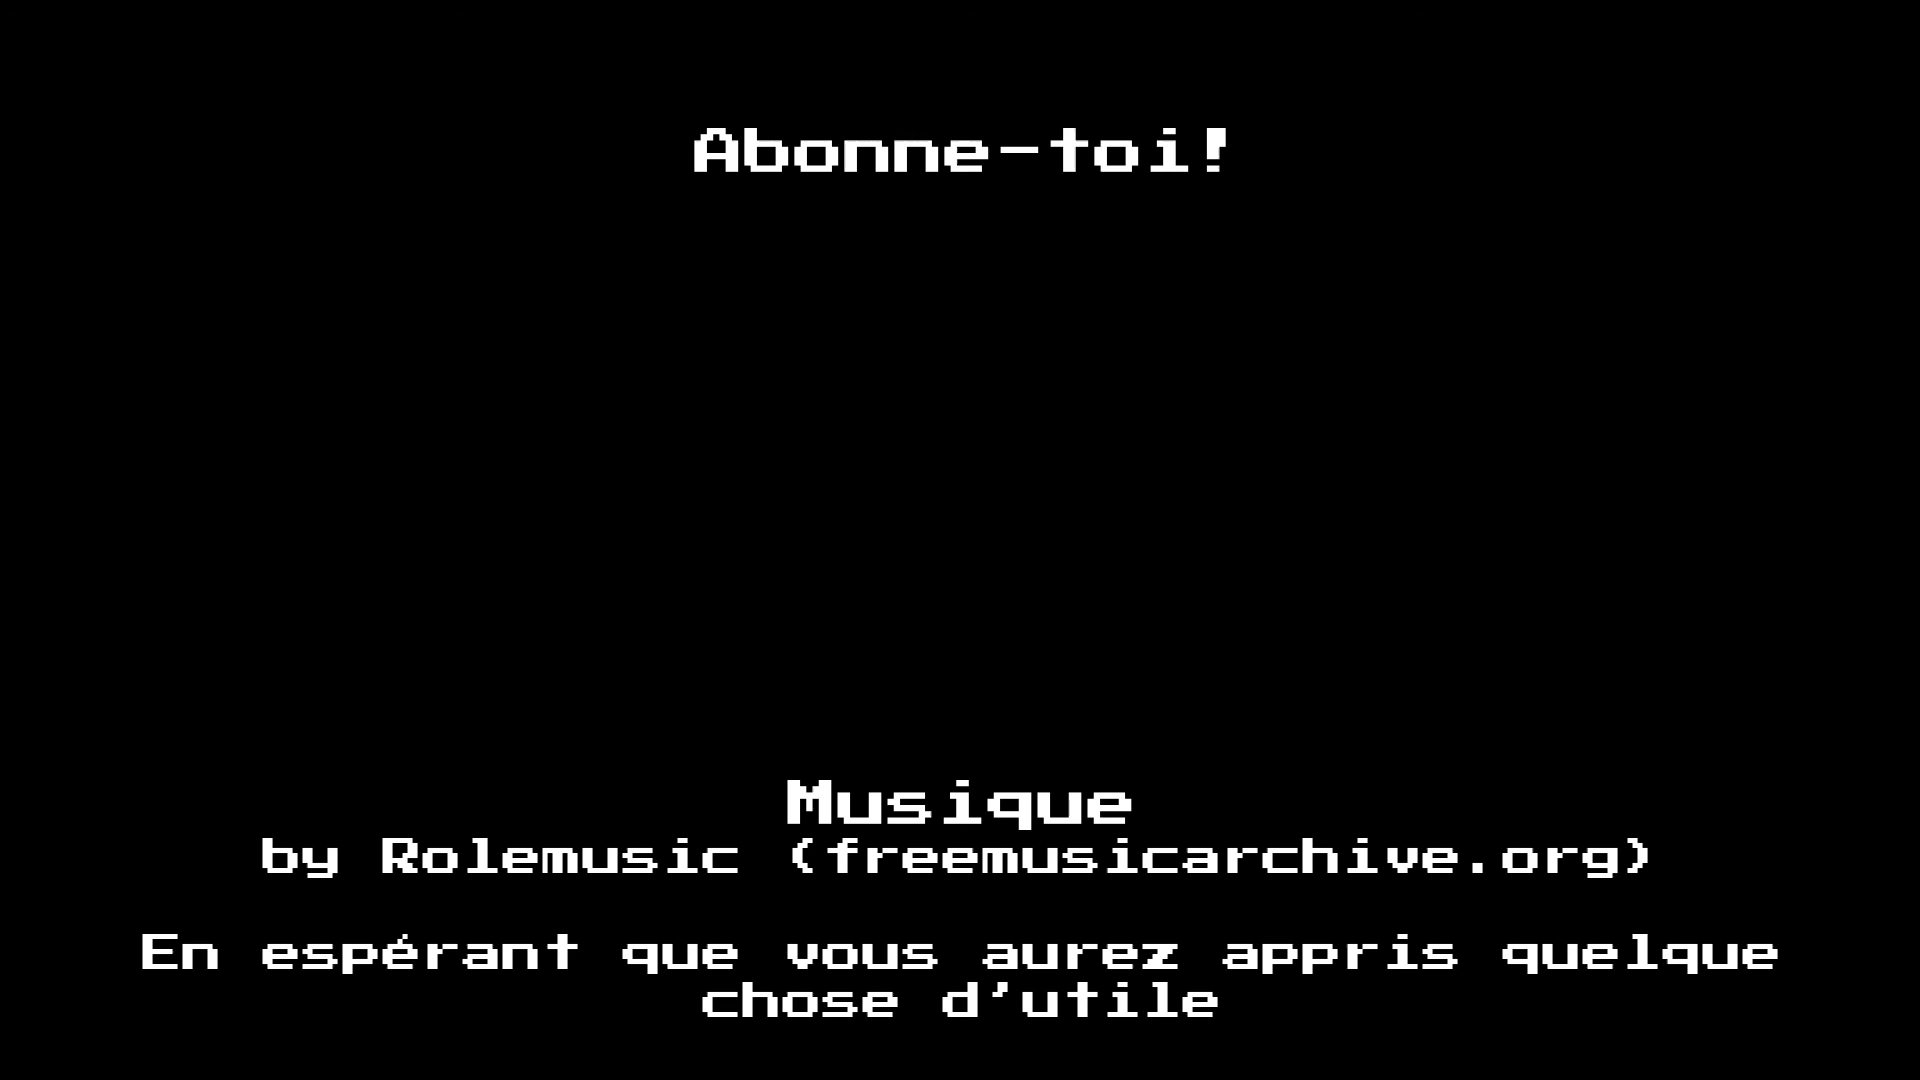 Abonne-toi!
Musique
by Rolemusic (freemusicarchive.org)
En espérant que vous aurez appris quelque
chose d'utile